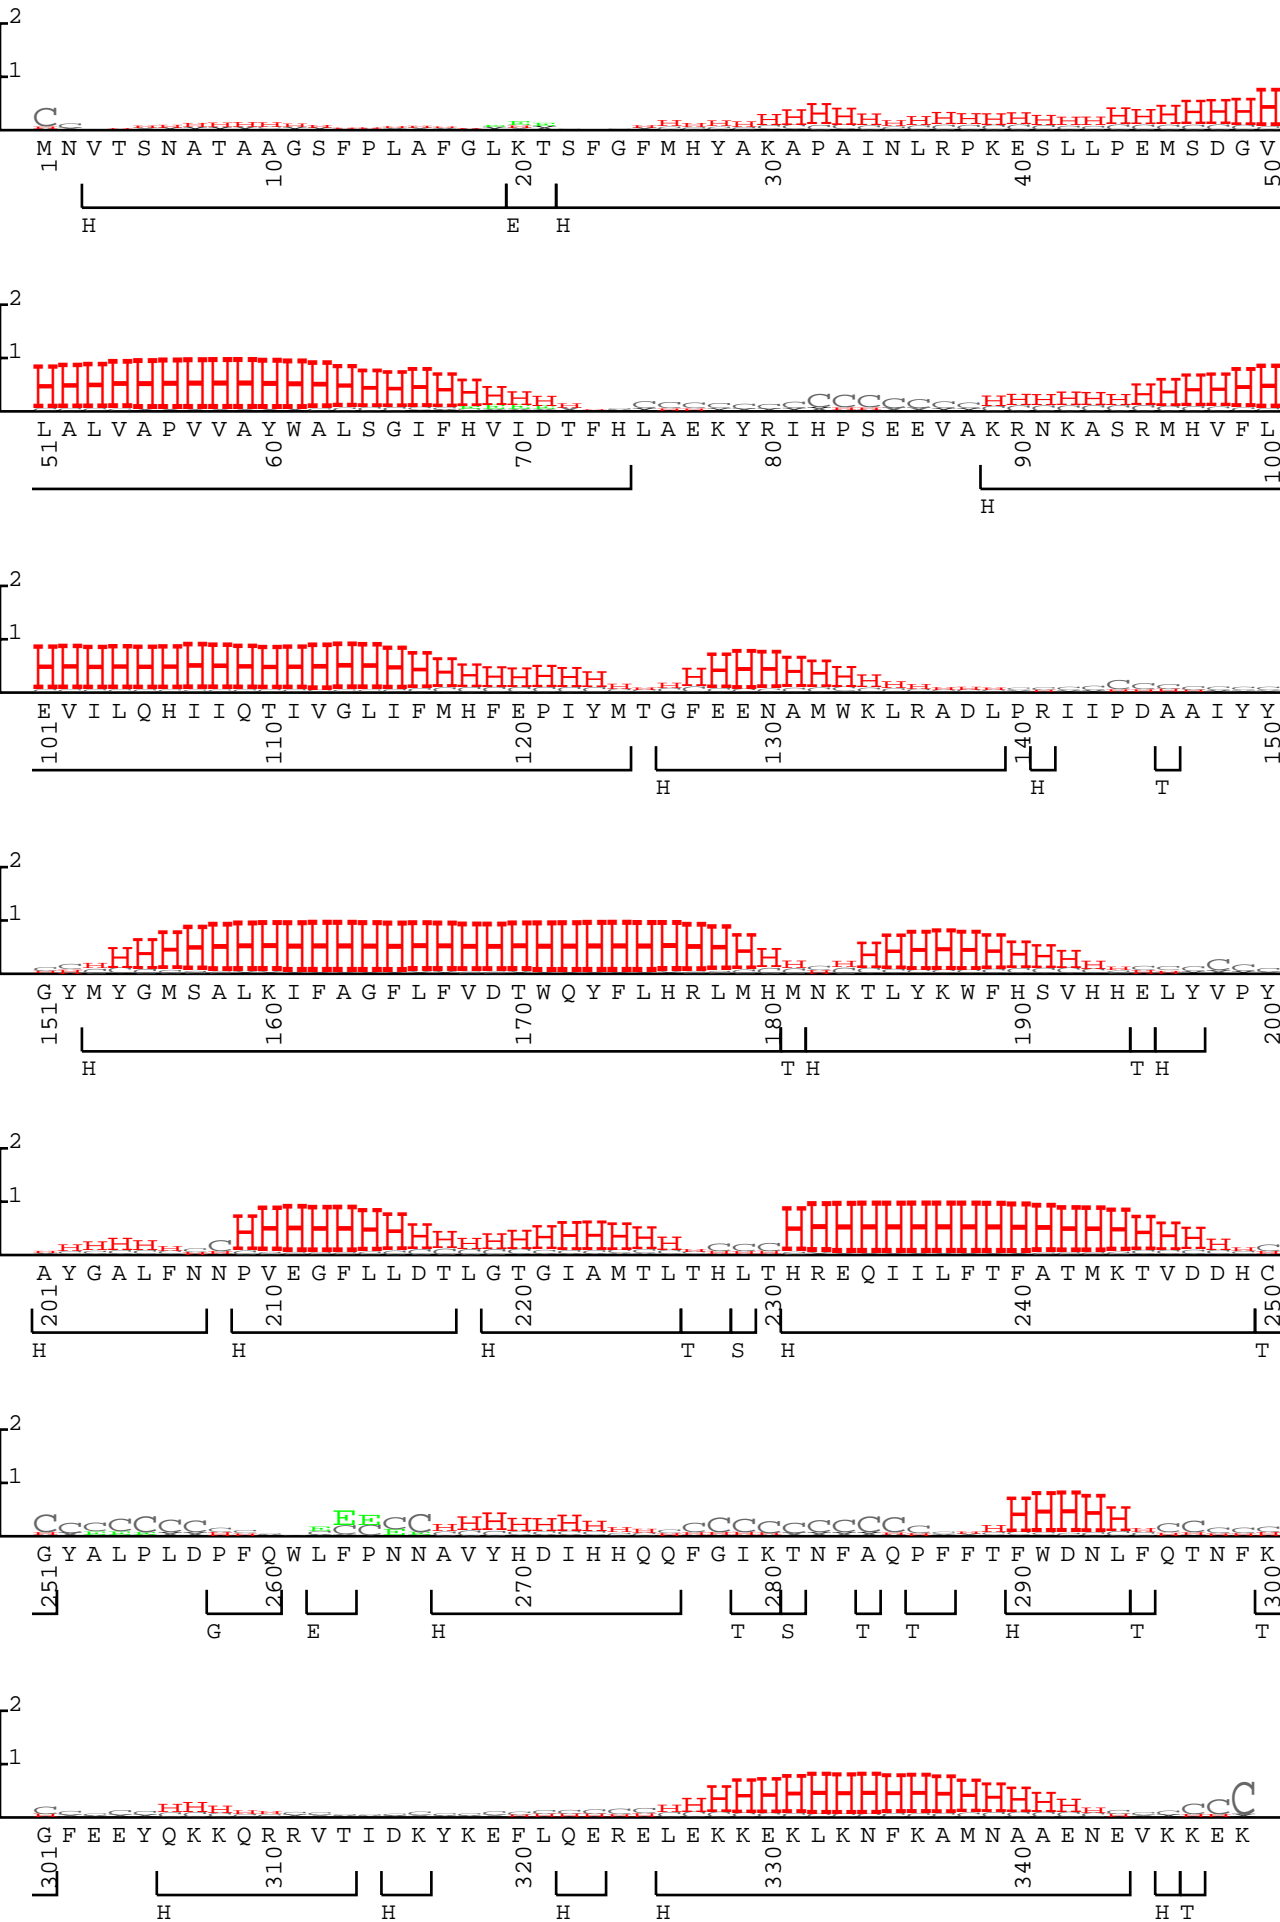 2
1
M N V T S N A T A A G S F P L A F G L K T S F G F M H Y A K A P A I N L R P K E S L L P E M S D G V
1 10 20 30 40 50
H E H
2
1
L A L V A P V V A Y W A L S G I F H V I D T F H L A E K Y R I H P S E E V A K R N K A S R M H V F L
51 60 70 80 90 100
H
2
1
E V I L Q H I I Q T I V G L I F M H F E P I Y M T G F E E N A M W K L R A D L P R I I P D A A I Y Y
101 110 120 130 140 150
H H T
2
1
G Y M Y G M S A L K I F A G F L F V D T W Q Y F L H R L M H M N K T L Y K W F H S V H H E L Y V P Y
151 160 170 180 190 200
H T H T H
2
1
A Y G A L F N N P V E G F L L D T L G T G I A M T L T H L T H R E Q I I L F T F A T M K T V D D H C
201 210 220 230 240 250
H H H T S H T
2
1
G Y A L P L D P F Q W L F P N N A V Y H D I H H Q Q F G I K T N F A Q P F F T F W D N L F Q T N F K
251 260 270 280 290 300
G E H T S T T H T T
2
1
G F E E Y Q K K Q R R V T I D K Y K E F L Q E R E L E K K E K L K N F K A M N A A E N E V K K E K
301 310 320 330 340
H H H H H T